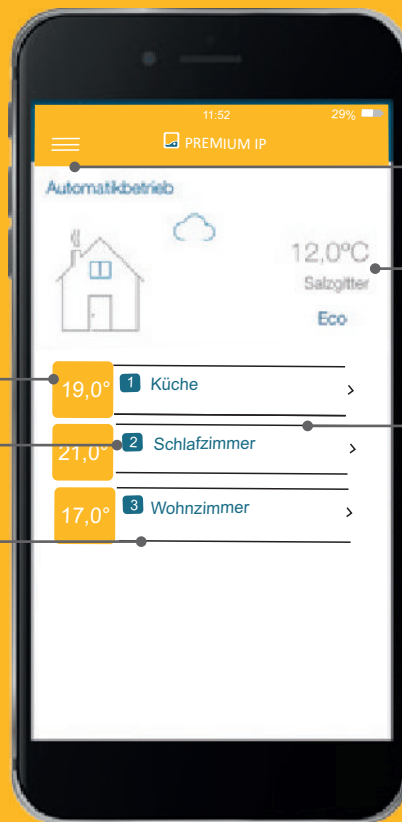 11:52 29%
PREMIUM IP
Automatikbetrieb
12,0°C
Salzgitter
Eco
19,0° 1 Küche
21,0° 2 Schlafzimmer
17,0° 3 Wohnzimmer